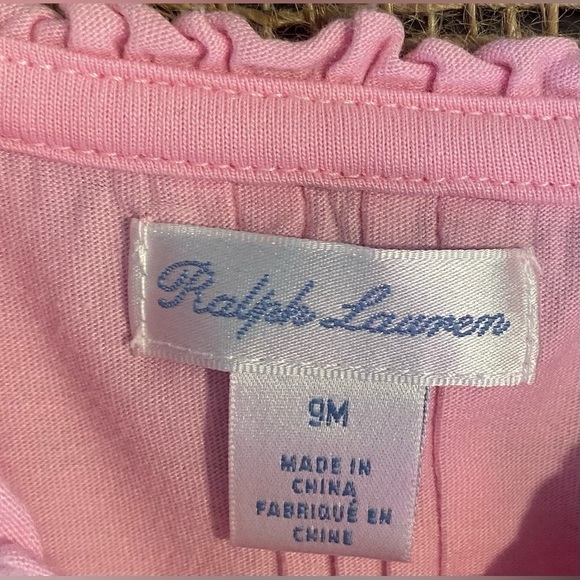 Ralph Lauren
9M
MADE IN
CHINA
FABRIQUÉ EN
CHINE